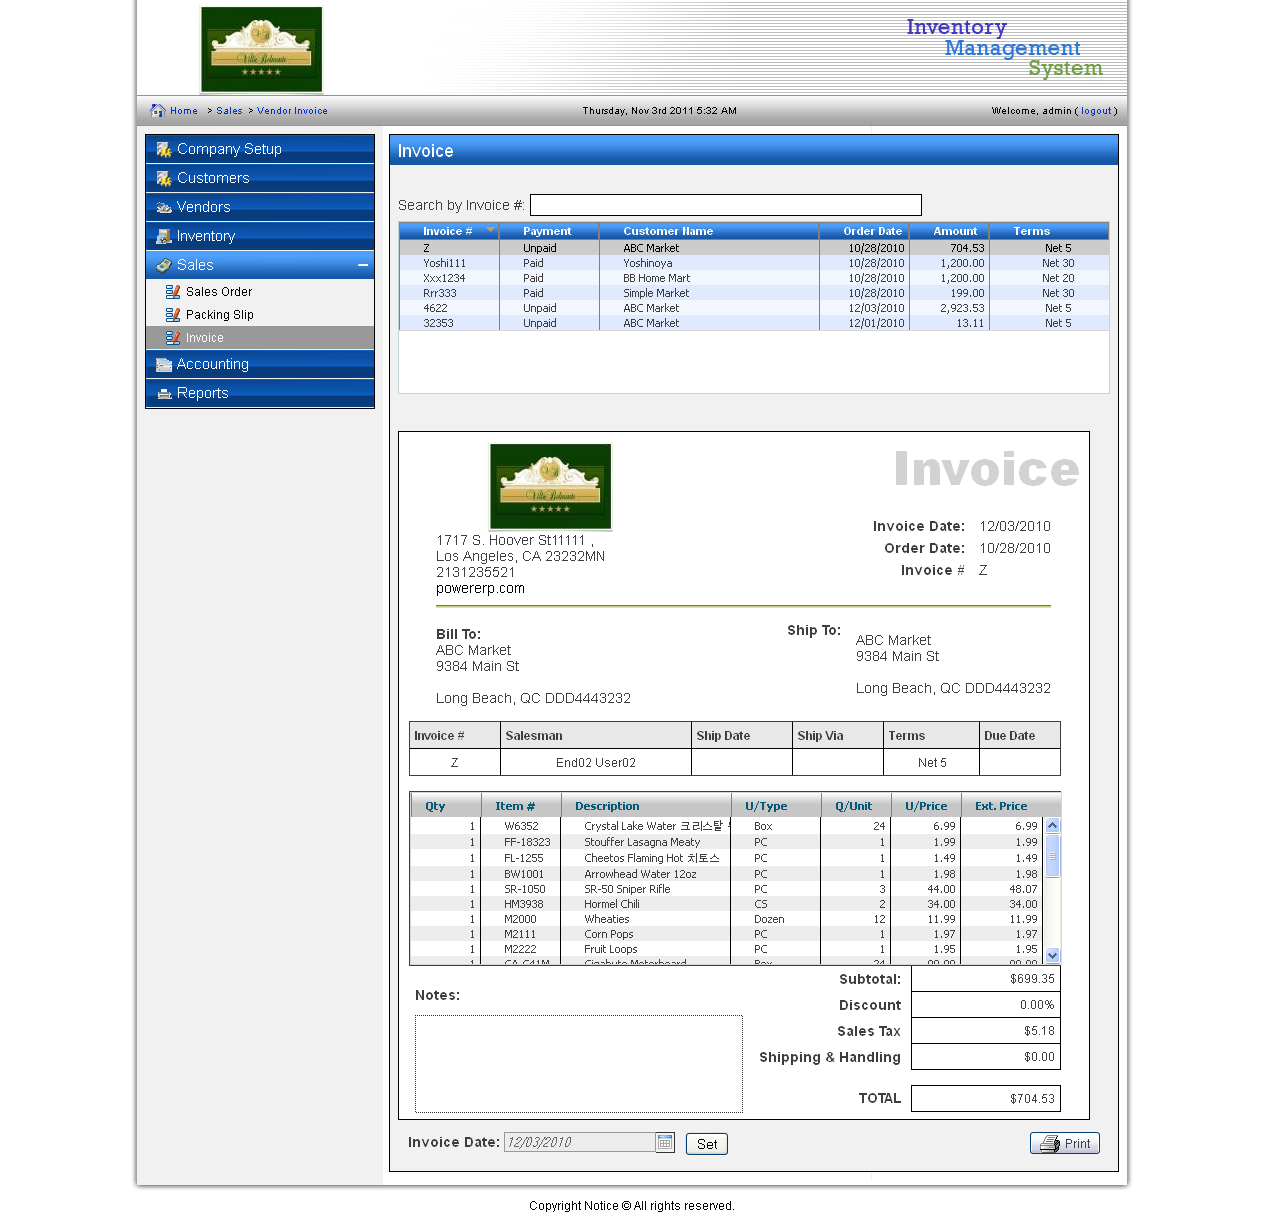 Villa Belmonte
Inventory
Management
System
Home > Sales > Vendor Invoice
Thursday, Nov 3rd 2011 5:32 AM
Welcome, admin ( logout )
Company Setup
Customers
Vendors
Inventory
Sales
Sales Order
Packing Slip
Invoice
Accounting
Reports
Invoice
Search by Invoice #:
Invoice # Payment Customer Name Order Date Amount Terms
Z Unpaid ABC Market 10/28/2010 704.53 Net 5
Yoshi111 Paid Yoshinoya 10/28/2010 1,200.00 Net 30
Xxx1234 Paid BB Home Mart 10/28/2010 1,200.00 Net 20
Rrr333 Paid Simple Market 10/28/2010 199.00 Net 30
4622 Unpaid ABC Market 12/03/2010 2,923.53 Net 5
32353 Unpaid ABC Market 12/01/2010 13.11 Net 5
Villa Belmonte
Invoice
1717 S. Hoover St11111 ,
Los Angeles, CA 23232MN
2131235521
powererp.com
Invoice Date: 12/03/2010
Order Date: 10/28/2010
Invoice # Z
Bill To:
ABC Market
9384 Main St
Long Beach, QC DDD4443232
Ship To:
ABC Market
9384 Main St
Long Beach, QC DDD4443232
Invoice # Salesman Ship Date Ship Via Terms Due Date
Z End02 User02 Net 5
Qty Item # Description U/Type Q/Unit U/Price Ext. Price
1 W6352 Crystal Lake Water 크리스탈 Box 24 6.99 6.99
1 FF-18323 Stouffer Lasagna Meaty PC 1 1.99 1.99
1 FL-1255 Cheetos Flaming Hot 치토스 PC 1 1.49 1.49
1 BW1001 Arrowhead Water 12oz PC 1 1.98 1.98
1 SR-1050 SR-50 Sniper Rifle PC 3 44.00 48.07
1 HM3938 Hormel Chili CS 2 34.00 34.00
1 M2000 Wheaties Dozen 12 11.99 11.99
1 M2111 Corn Pops PC 1 1.97 1.97
1 M2222 Fruit Loops PC 1 1.95 1.95
Subtotal: $699.35
Discount 0.00%
Sales Tax $5.18
Shipping & Handling $0.00
TOTAL $704.53
Notes:
Invoice Date: 12/03/2010 Set
Print
Copyright Notice © All rights reserved.